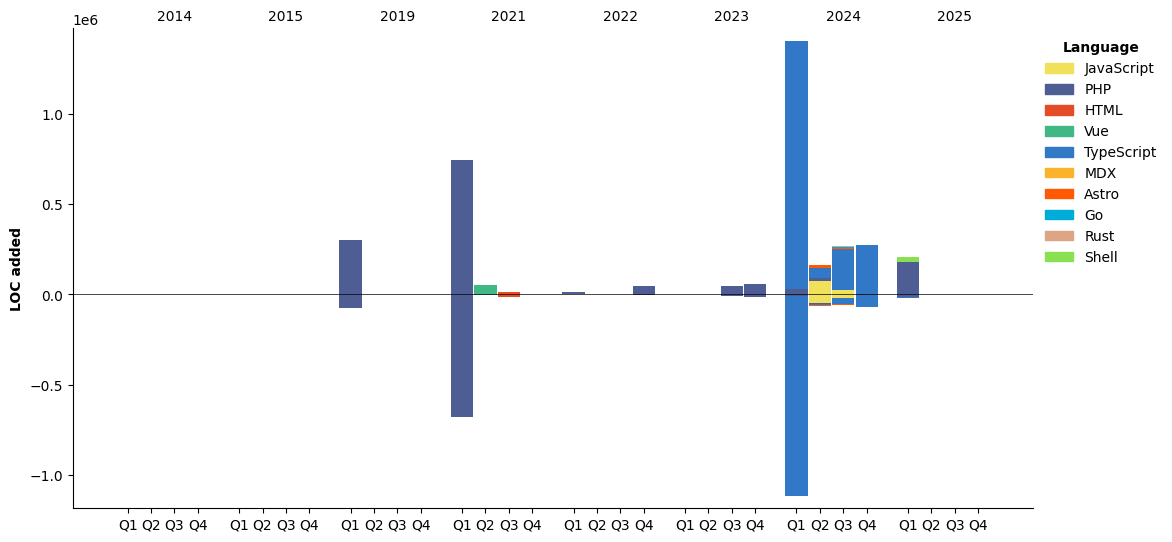 1e6
2014 2015 2019 2021 2022 2023 2024 2025
Language
JavaScript
PHP
HTML
Vue
TypeScript
MDX
Astro
Go
Rust
Shell
LOC added
1.0
0.5
0.0
−0.5
−1.0
Q1 Q2 Q3 Q4 Q1 Q2 Q3 Q4 Q1 Q2 Q3 Q4 Q1 Q2 Q3 Q4 Q1 Q2 Q3 Q4 Q1 Q2 Q3 Q4 Q1 Q2 Q3 Q4 Q1 Q2 Q3 Q4